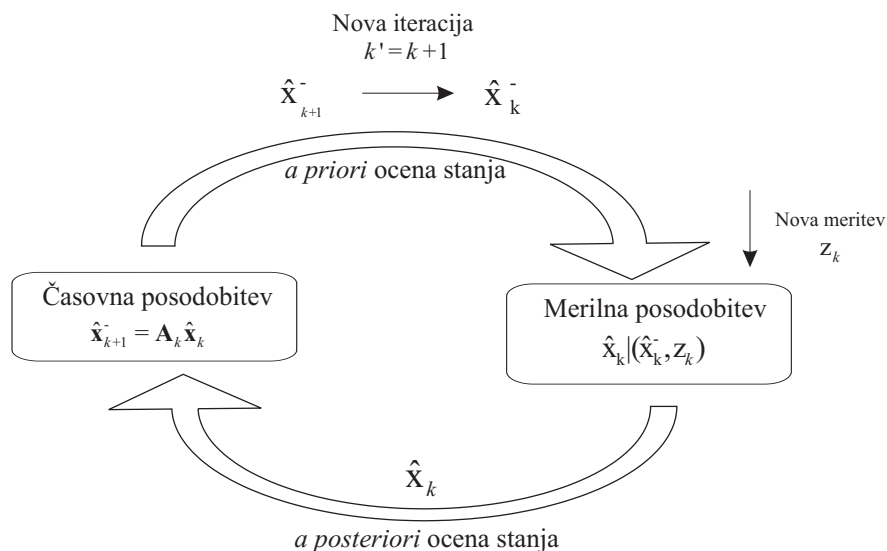 Nova iteracija
k' = k+1
x̂⁻ₖ₊₁ → x̂⁻ₖ
a priori ocena stanja
Nova meritev
zₖ
Časovna posodobitev
x̂⁻ₖ₊₁ = Aₖx̂ₖ
Merilna posodobitev
x̂ₖ|(x̂⁻ₖ,zₖ)
x̂ₖ
a posteriori ocena stanja